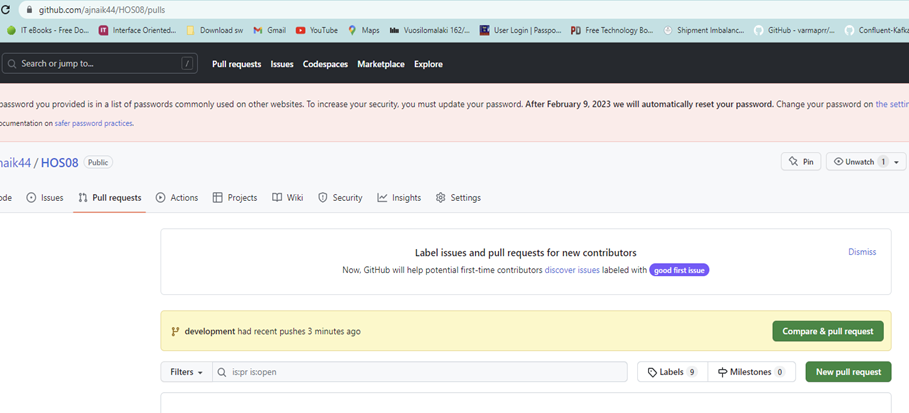 github.com/ajnaik44/HOS08/pulls
IT eBooks - Free Do... Interface Oriented... Download sw Gmail YouTube Maps Vuosilomalaki 162/... User Login | Passpo... Free Technology Bo... Shipment Imbalanc... GitHub - varmaprr/... Confluent-Kafka
Search or jump to... / Pull requests Issues Codespaces Marketplace Explore
password you provided is in a list of passwords commonly used on other websites. To increase your security, you must update your password. After February 9, 2023 we will automatically reset your password. Change your password on the settin
ocumentation on safer password practices.
naik44 / HOS08 Public Pin Unwatch 1
ode Issues Pull requests Actions Projects Wiki Security Insights Settings
Label issues and pull requests for new contributors Dismiss
Now, GitHub will help potential first-time contributors discover issues labeled with good first issue
development had recent pushes 3 minutes ago Compare & pull request
Filters is:pr is:open Labels 9 Milestones 0 New pull request